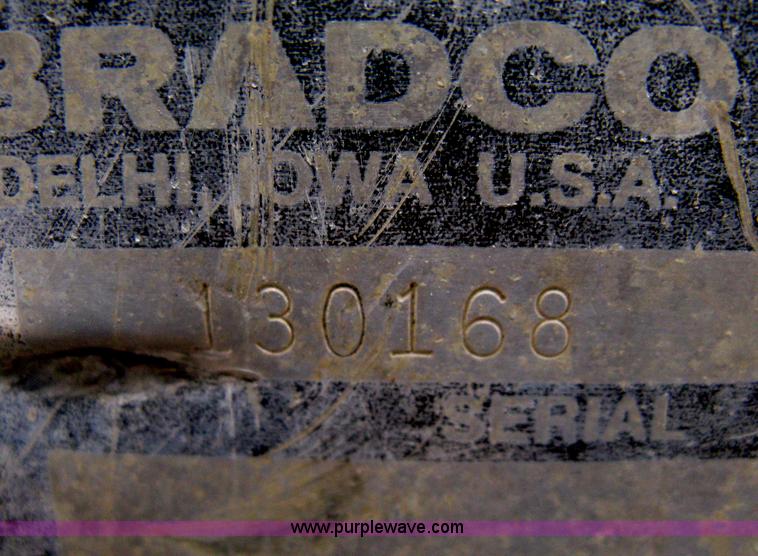 BRADCO
DELHI, IOWA U.S.A.
130168
SERIAL
www.purplewave.com